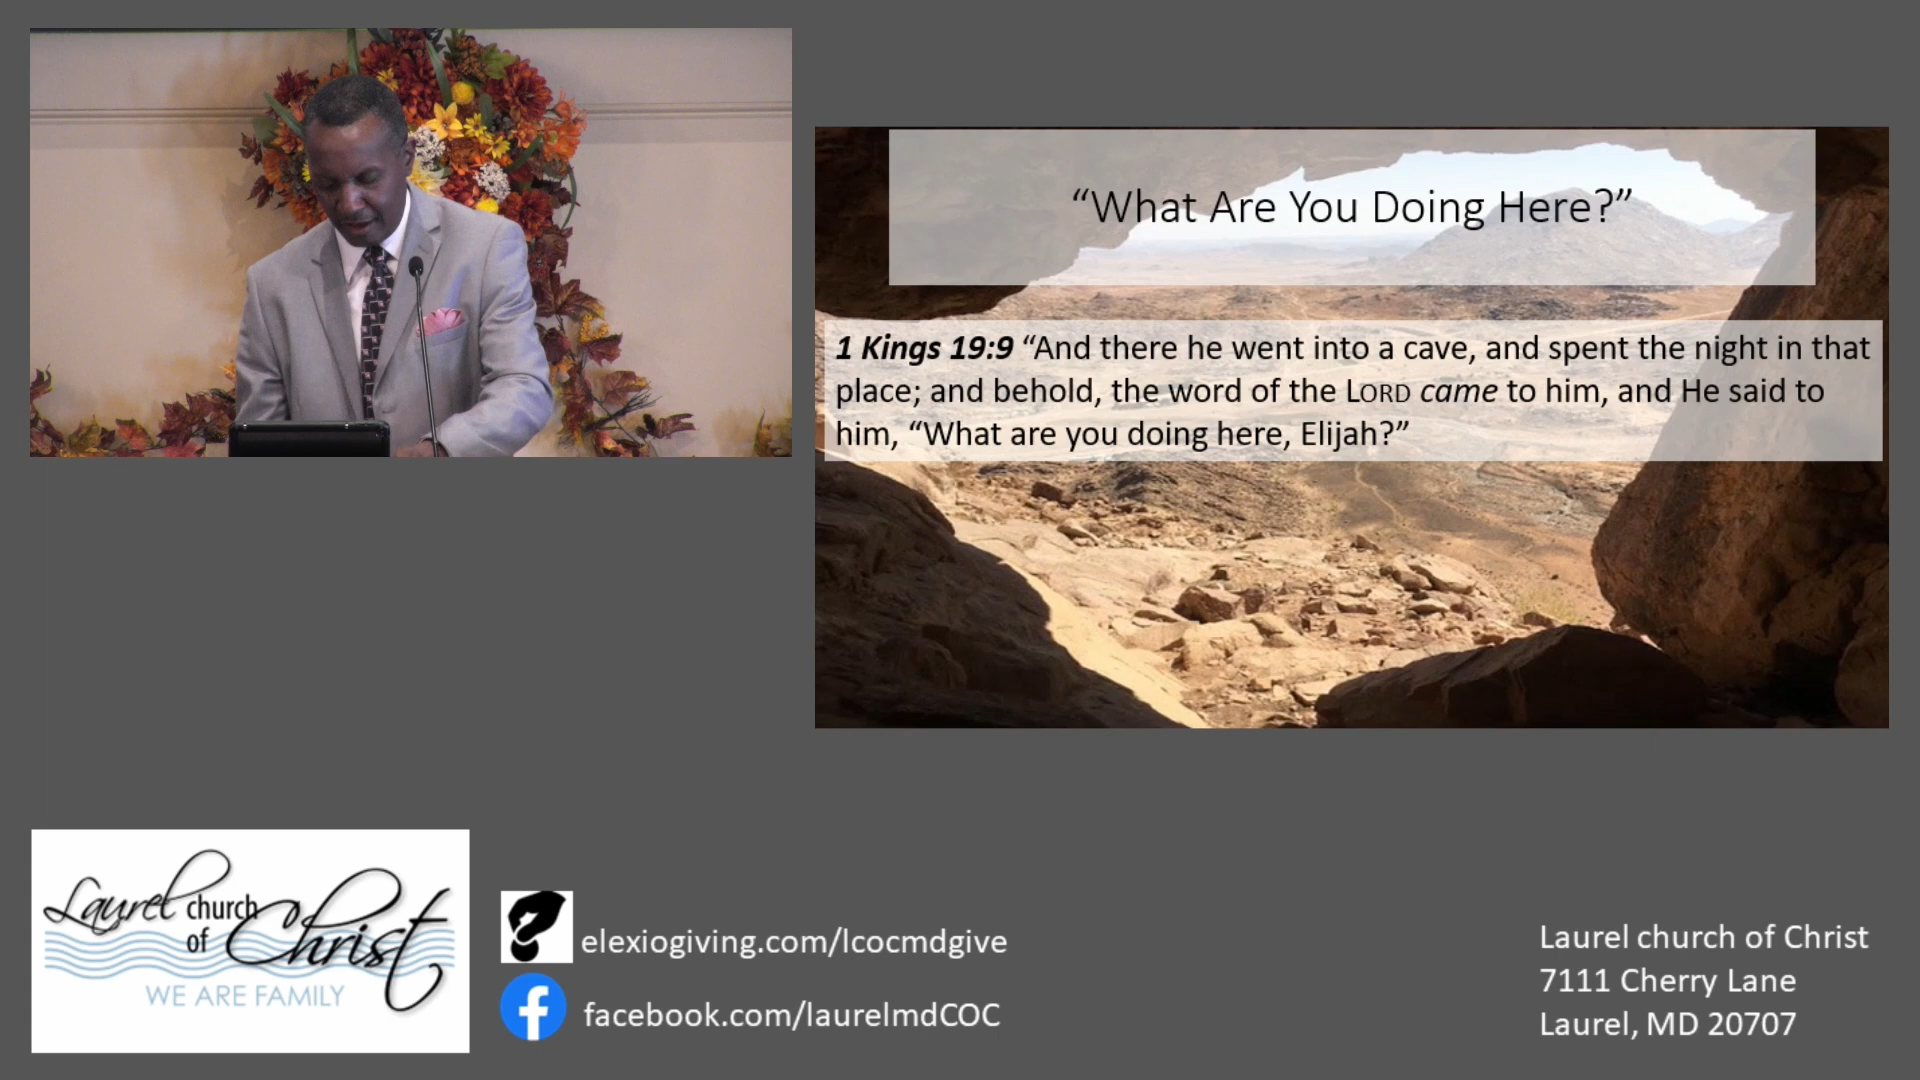 “What Are You Doing Here?”
1 Kings 19:9 “And there he went into a cave, and spent the night in that
place; and behold, the word of the LORD came to him, and He said to
him, “What are you doing here, Elijah?”
Laurel church
of Christ
WE ARE FAMILY
elexiogiving.com/lcocmdgive
facebook.com/laurelmdCOC
Laurel church of Christ
7111 Cherry Lane
Laurel, MD 20707